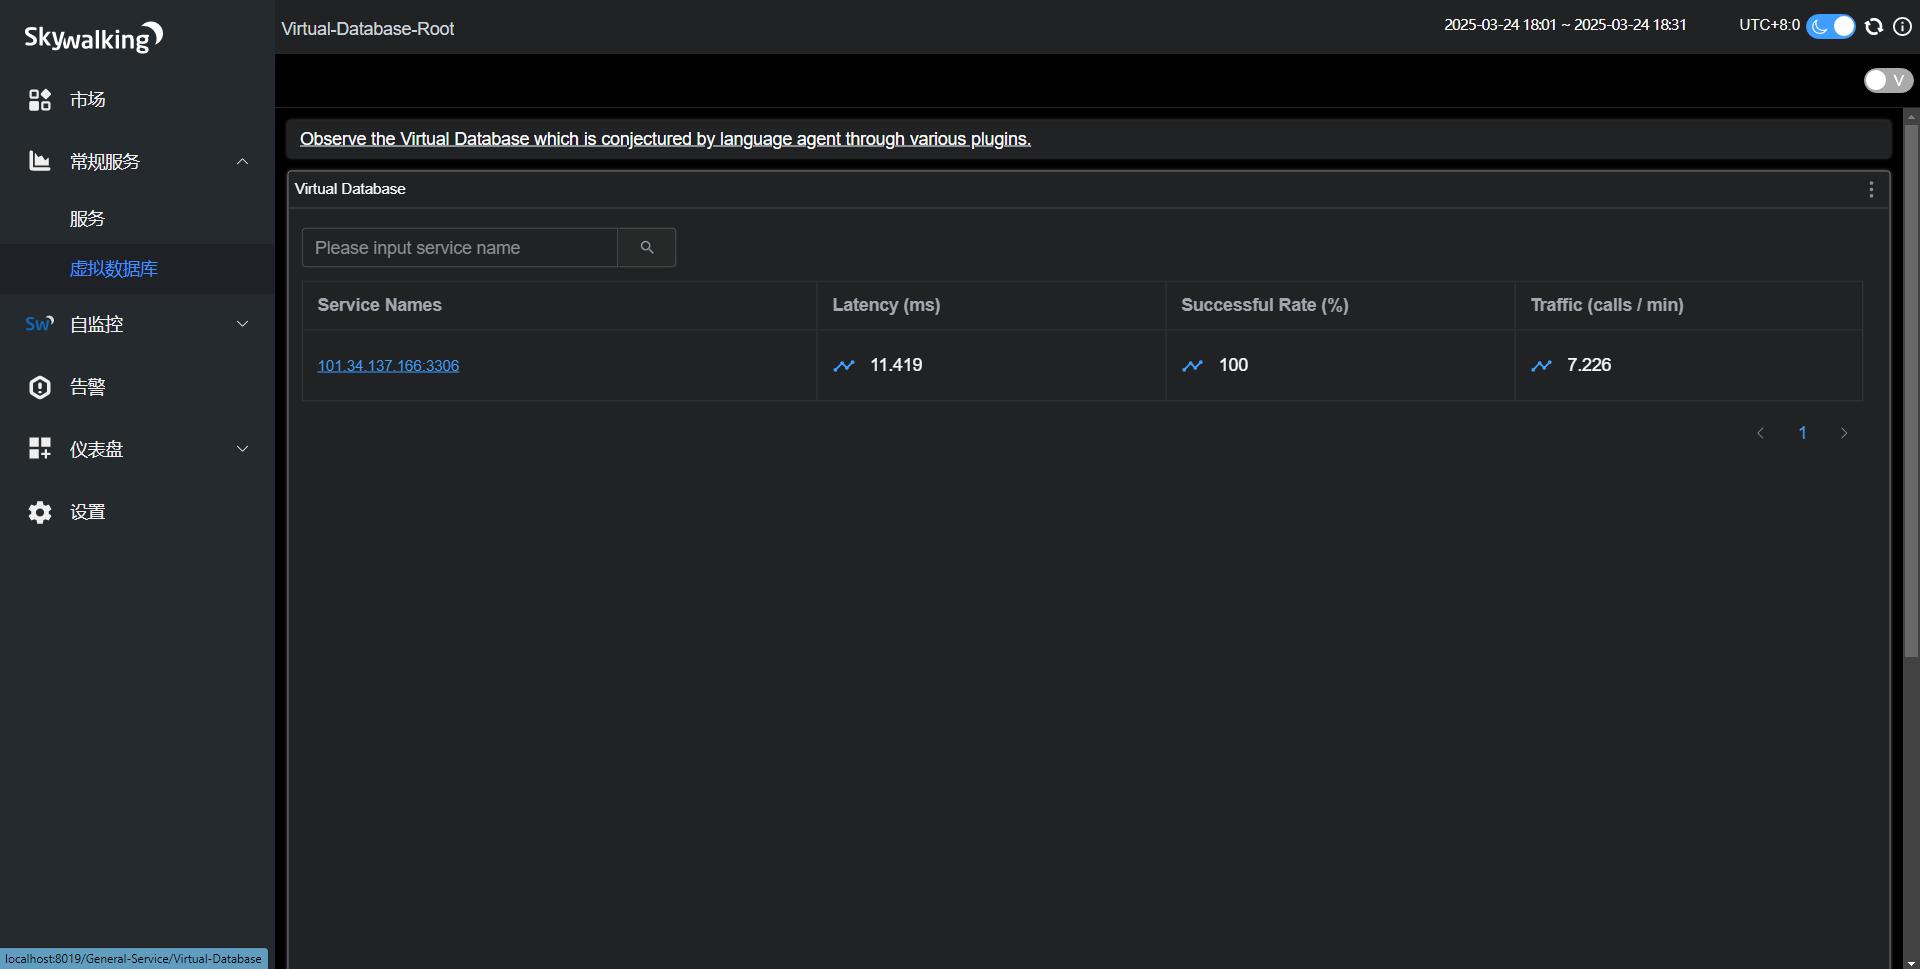 Skywalking
市场
常规服务
服务
虚拟数据库
Sw
自监控
告警
仪表盘
设置
Virtual-Database-Root
2025-03-24 18:01 ~ 2025-03-24 18:31
UTC+8:0
V
Observe the Virtual Database which is conjectured by language agent through various plugins.
Virtual Database
Please input service name
Service Names Latency (ms) Successful Rate (%) Traffic (calls / min)
101.34.137.166:3306 11.419 100 7.226
1
localhost:8019/General-Service/Virtual-Database